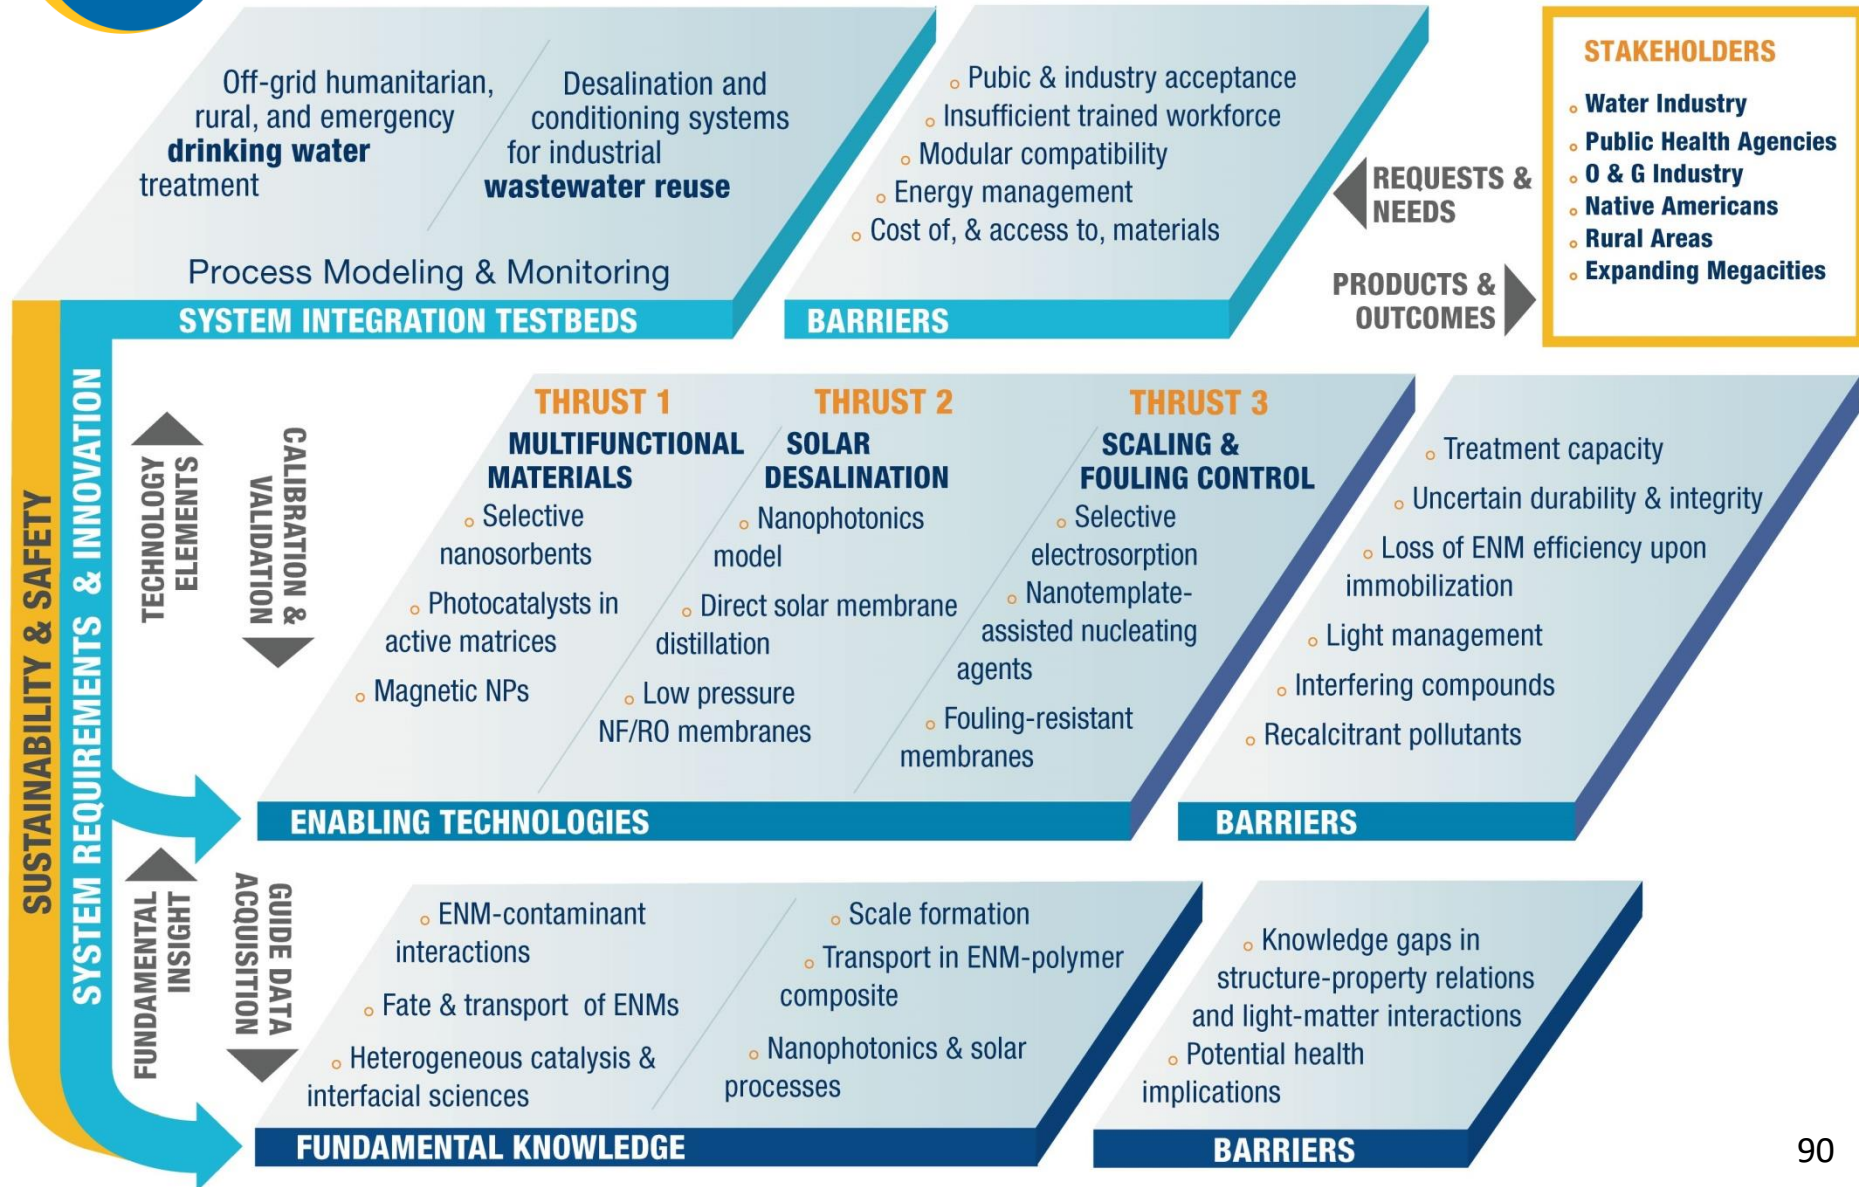 Off-grid humanitarian,
rural, and emergency
drinking water
treatment
Desalination and
conditioning systems
for industrial
wastewater reuse
Process Modeling & Monitoring
SYSTEM INTEGRATION TESTBEDS
Pubic & industry acceptance
Insufficient trained workforce
Modular compatibility
Energy management
Cost of, & access to, materials
BARRIERS
REQUESTS &
NEEDS
PRODUCTS &
OUTCOMES
STAKEHOLDERS
Water Industry
Public Health Agencies
O & G Industry
Native Americans
Rural Areas
Expanding Megacities
SUSTAINABILITY & SAFETY
SYSTEM REQUIREMENTS & INNOVATION
TECHNOLOGY
ELEMENTS
CALIBRATION &
VALIDATION
THRUST 1
MULTIFUNCTIONAL
MATERIALS
Selective
nanosorbents
Photocatalysts in
active matrices
Magnetic NPs
THRUST 2
SOLAR
DESALINATION
Nanophotonics
model
Direct solar membrane
distillation
Low pressure
NF/RO membranes
THRUST 3
SCALING &
FOULING CONTROL
Selective
electrosorption
Nanotemplate-
assisted nucleating
agents
Fouling-resistant
membranes
ENABLING TECHNOLOGIES
Treatment capacity
Uncertain durability & integrity
Loss of ENM efficiency upon
immobilization
Light management
Interfering compounds
Recalcitrant pollutants
BARRIERS
FUNDAMENTAL
INSIGHT
GUIDE DATA
ACQUISITION
ENM-contaminant
interactions
Fate & transport of ENMs
Heterogeneous catalysis &
interfacial sciences
Scale formation
Transport in ENM-polymer
composite
Nanophotonics & solar
processes
FUNDAMENTAL KNOWLEDGE
Knowledge gaps in
structure-property relations
and light-matter interactions
Potential health
implications
BARRIERS
90